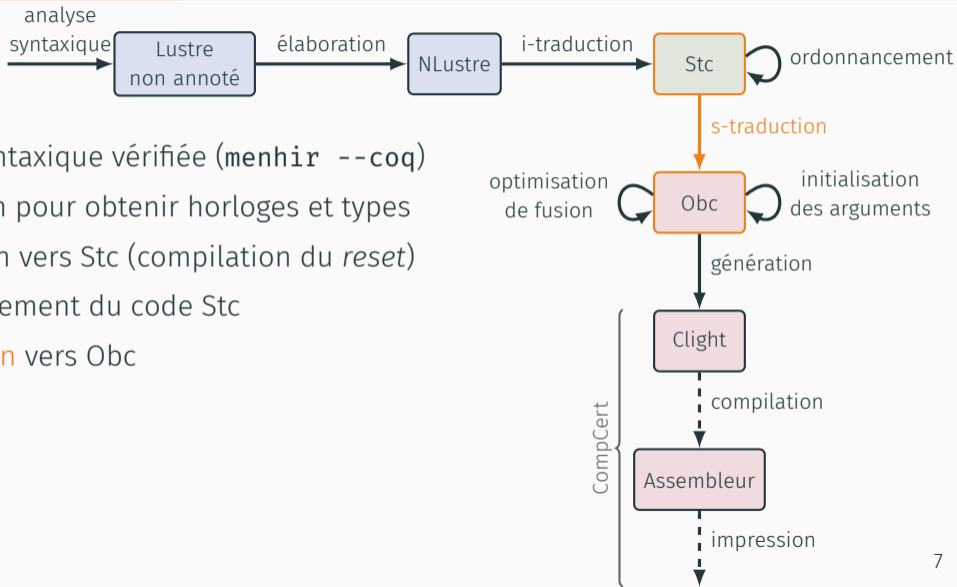 analyse
syntaxique
Lustre
non annoté
élaboration
NLustre
i-traduction
Stc
ordonnancement
s-traduction
ntaxique vérifiée (menhir --coq)
n pour obtenir horloges et types
n vers Stc (compilation du reset)
ement du code Stc
n vers Obc
optimisation
de fusion
Obc
initialisation
des arguments
génération
Clight
compilation
CompCert
Assembleur
impression
7